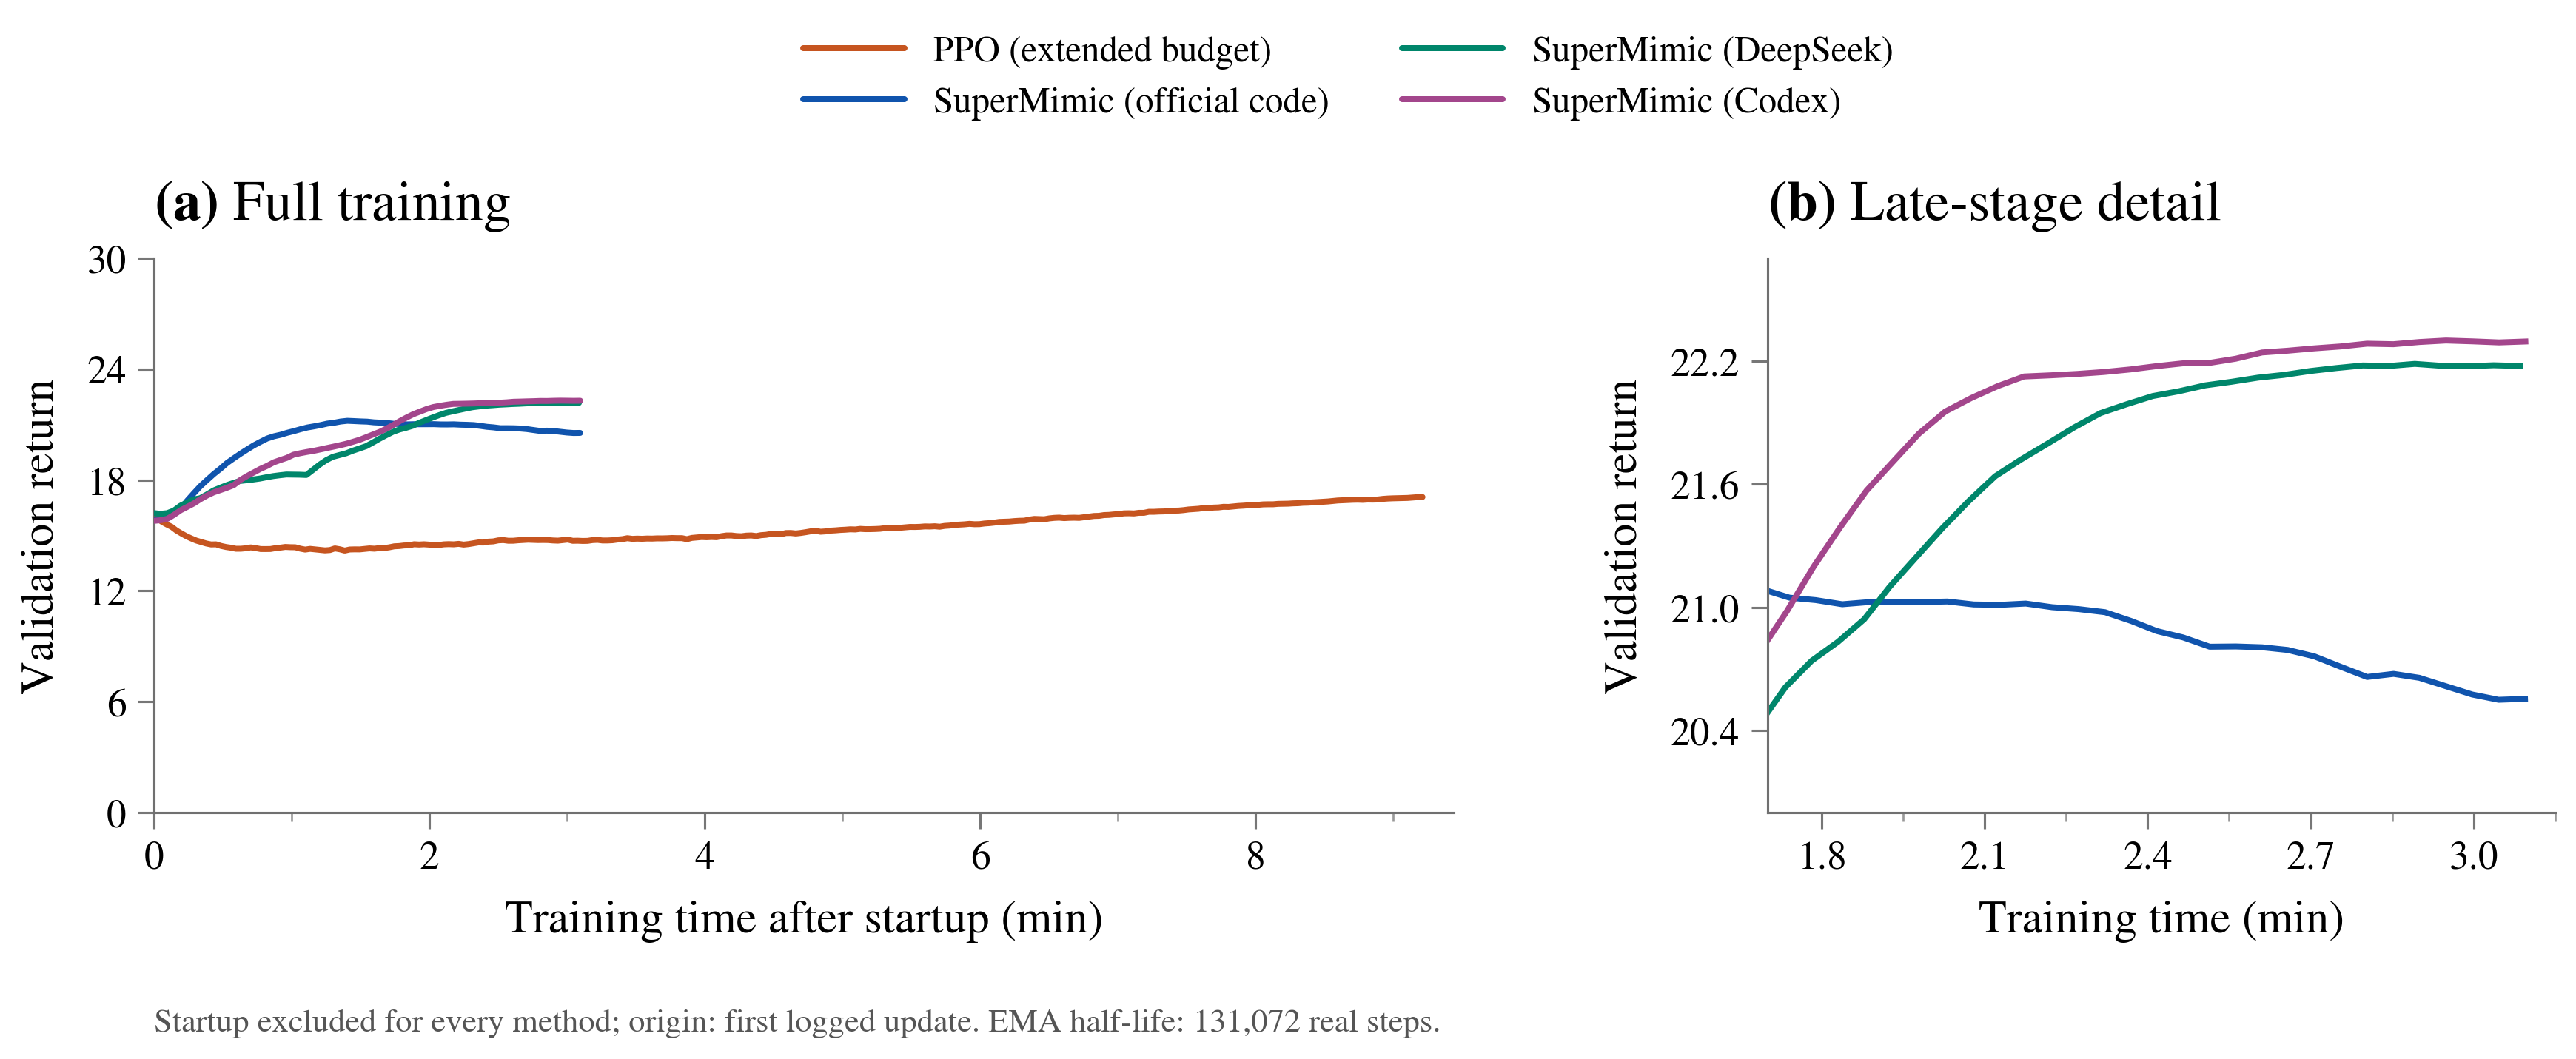 PPO (extended budget)
SuperMimic (official code)
SuperMimic (DeepSeek)
SuperMimic (Codex)
(a) Full training
Validation return
30
24
18
12
6
0
0 2 4 6 8
Training time after startup (min)
(b) Late-stage detail
Validation return
22.2
21.6
21.0
20.4
1.8 2.1 2.4 2.7 3.0
Training time (min)
Startup excluded for every method; origin: first logged update. EMA half-life: 131,072 real steps.